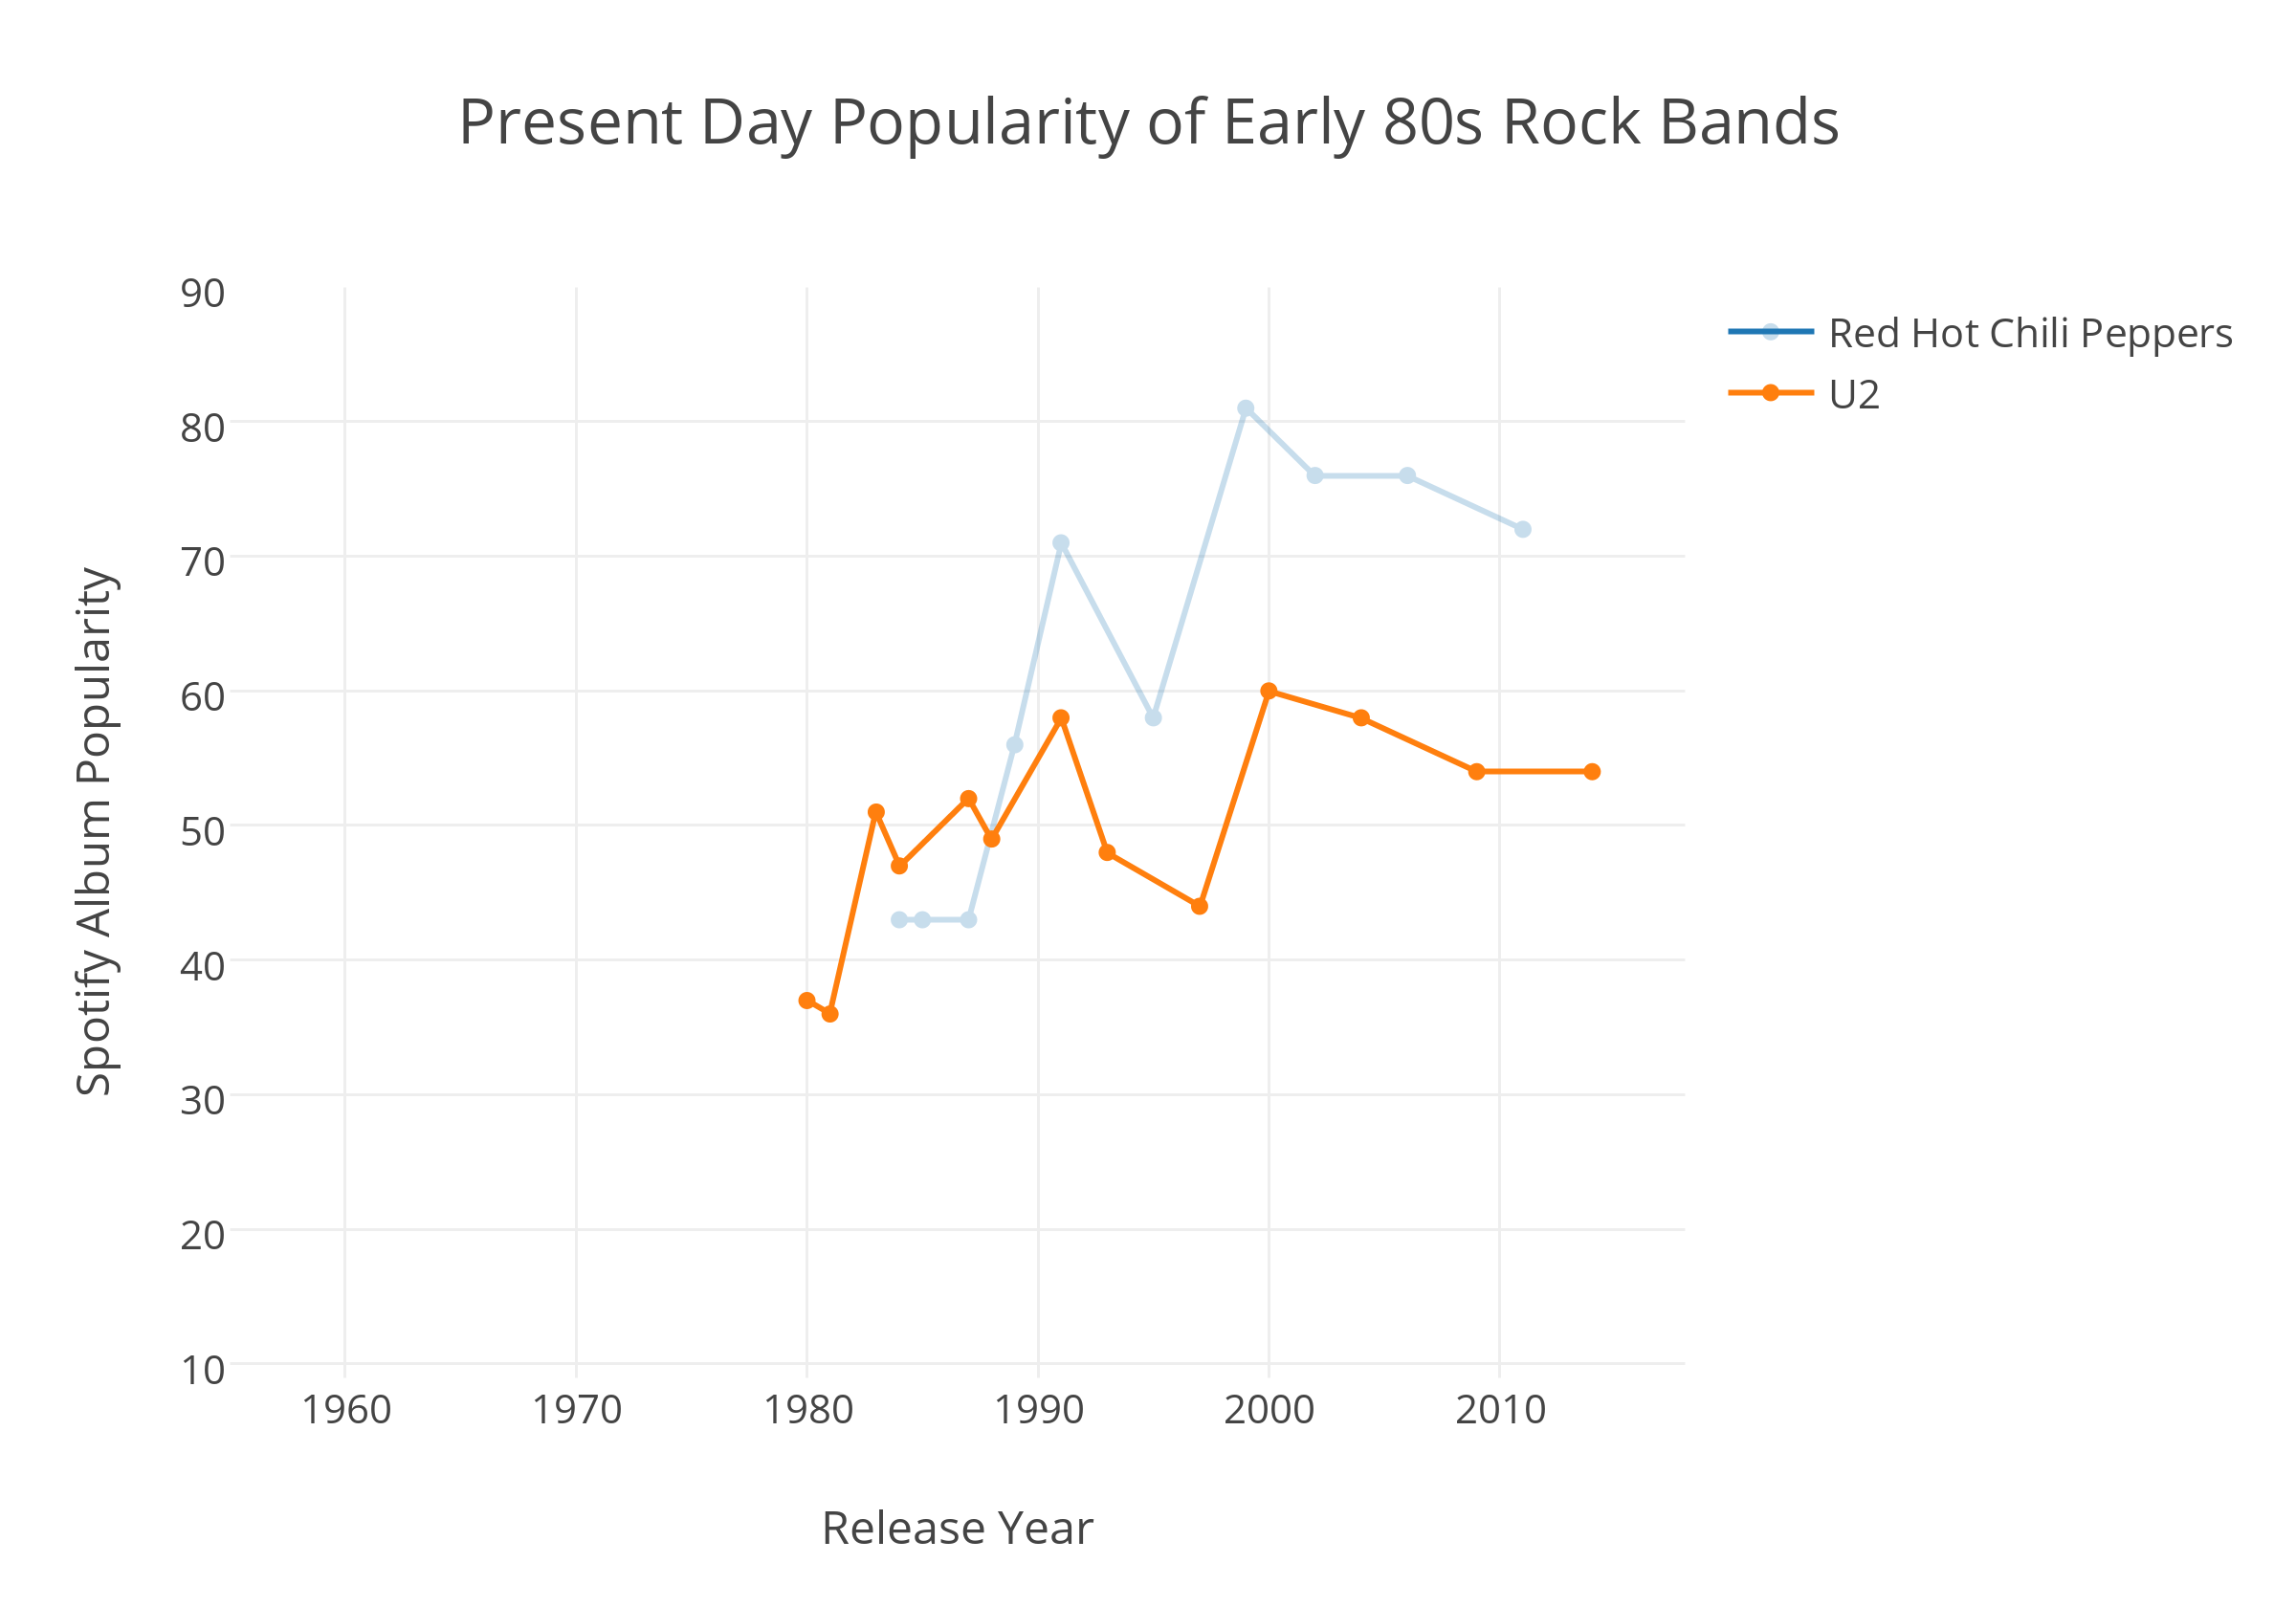 Present Day Popularity of Early 80s Rock Bands
Red Hot Chili Peppers
U2
Spotify Album Popularity
90
80
70
60
50
40
30
20
10
1960 1970 1980 1990 2000 2010
Release Year